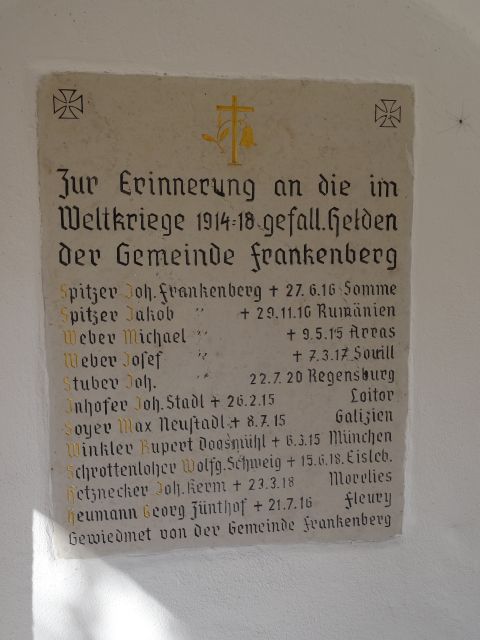 Zur Erinnerung an die im
Weltkriege 1914-18 gefall. Helden
der Gemeinde Frankenberg
Spitzer Joh. Frankenberg + 27.6.16 Somme
Spitzer Jakob " + 29.11.16 Rumänien
Weber Michael " + 9.5.15 Arras
Weber Josef " + 7.3.17 Sowill
Stuber Joh. " 22.7.20 Regensburg
Inhofer Joh. Stadl + 26.2.15 Loitor
Soyer Max Neustadl + 8.7.15 Galizien
Winkler Rupert Doosmühl + 6.3.15 München
Schrottenloher Wolfg. Schweig + 15.6.18 Eisleb.
Hetznecker Joh. Kerm + 23.3.18 Morelies
Heumann Georg Zünthof + 21.7.16 Fleury
Gewiedmet von der Gemeinde Frankenberg